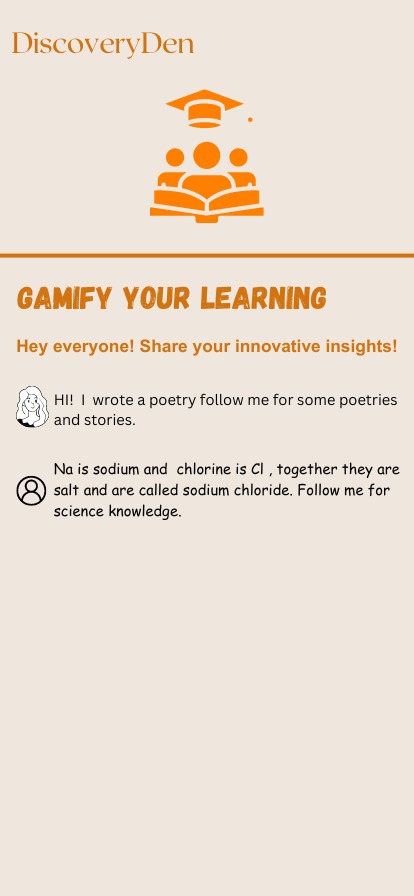 DiscoveryDen
GAMIFY YOUR LEARNING
Hey everyone! Share your innovative insights!
HI!  I  wrote a poetry follow me for some poetries
and stories.
Na is sodium and  chlorine is Cl , together they are
salt and are called sodium chloride. Follow me for
science knowledge.